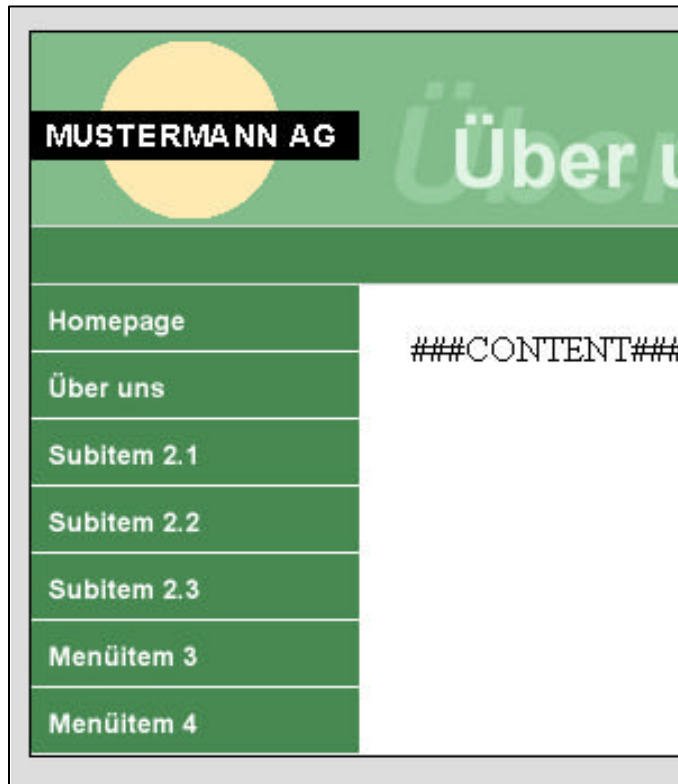 MUSTERMANN AG
Über u
Homepage
###CONTENT###
Über uns
Subitem 2.1
Subitem 2.2
Subitem 2.3
Menüitem 3
Menüitem 4